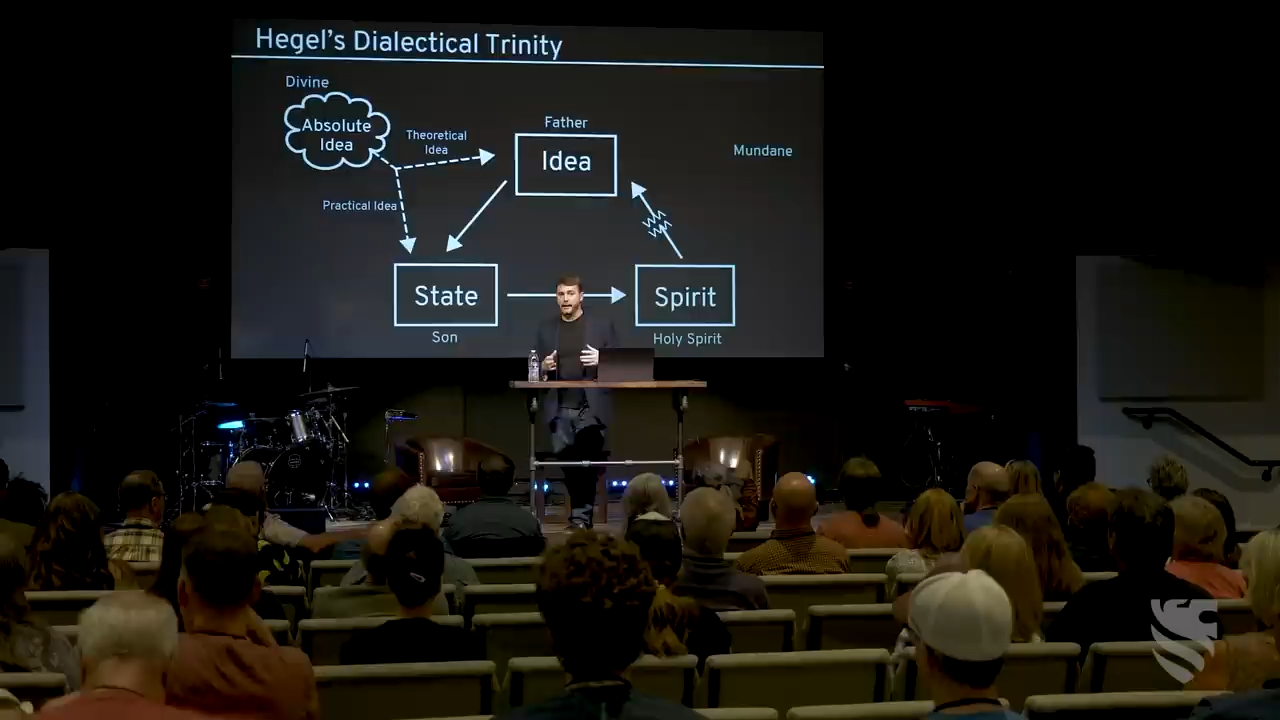 Hegel's Dialectical Trinity
Divine
Absolute
Idea
Theoretical
Idea
Father
Idea
Mundane
Practical Idea
State
Son
Spirit
Holy Spirit